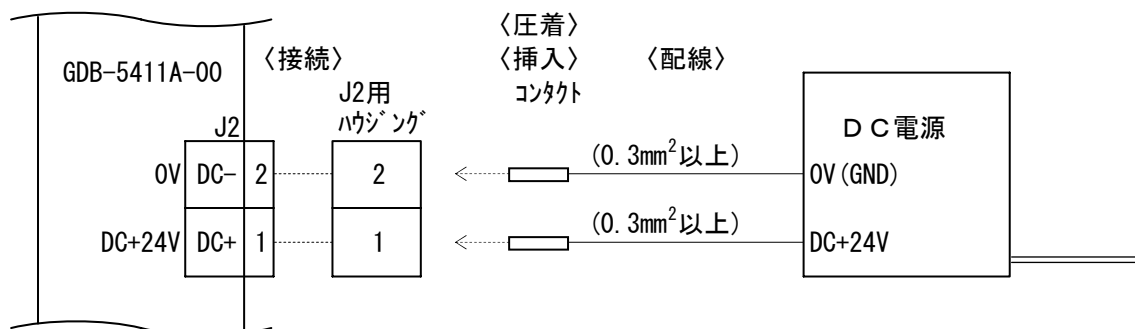 〈圧着〉
GDB-5411A-00
〈接続〉
〈挿入〉
〈配線〉
J2用
ﾊｳｼﾞﾝｸﾞ
ｺﾝﾀｸﾄ
J2
ＤＣ電源
0V DC- 2
2
(0.3mm²以上)
0V(GND)
DC+24V DC+ 1
1
(0.3mm²以上)
DC+24V